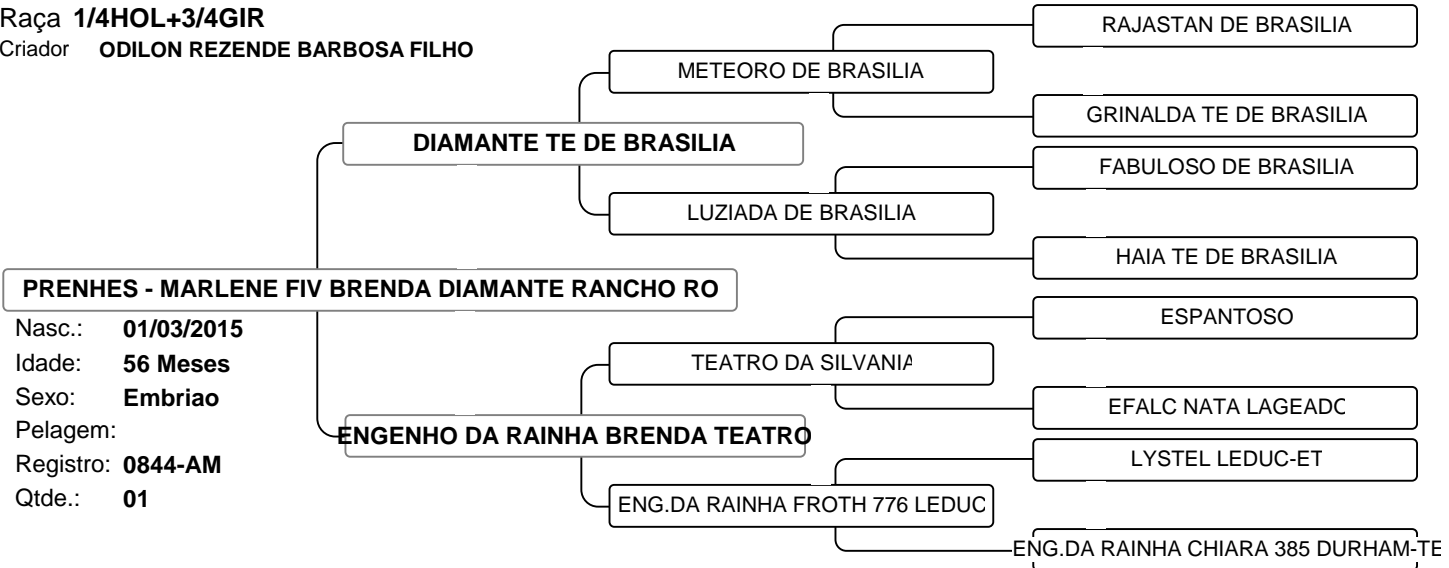 Raça 1/4HOL+3/4GIR
Criador ODILON REZENDE BARBOSA FILHO
RAJASTAN DE BRASILIA
METEORO DE BRASILIA
GRINALDA TE DE BRASILIA
DIAMANTE TE DE BRASILIA
FABULOSO DE BRASILIA
LUZIADA DE BRASILIA
HAIA TE DE BRASILIA
PRENHES - MARLENE FIV BRENDA DIAMANTE RANCHO RO
Nasc.: 01/03/2015
Idade: 56 Meses
Sexo: Embriao
Pelagem:
Registro: 0844-AM
Qtde.: 01
ESPANTOSO
TEATRO DA SILVANIA
EFALC NATA LAGEADO
ENGENHO DA RAINHA BRENDA TEATRO
LYSTEL LEDUC-ET
ENG.DA RAINHA FROTH 776 LEDUC
ENG.DA RAINHA CHIARA 385 DURHAM-TE